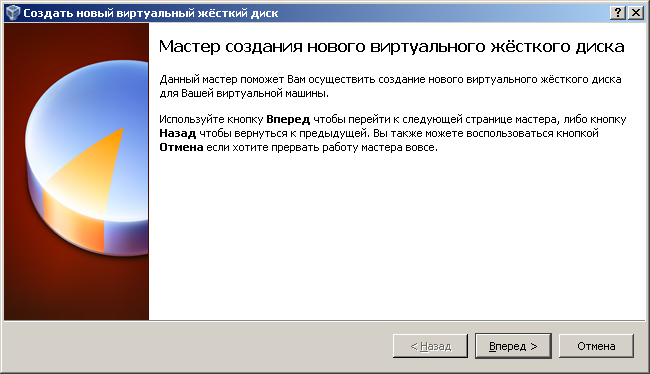 Создать новый виртуальный жёсткий диск
Мастер создания нового виртуального жёсткого диска
Данный мастер поможет Вам осуществить создание нового виртуального жёсткого диска
для Вашей виртуальной машины.
Используйте кнопку Вперед чтобы перейти к следующей странице мастера, либо кнопку
Назад чтобы вернуться к предыдущей. Вы также можете воспользоваться кнопкой
Отмена если хотите прервать работу мастера вовсе.
< Назад
Вперед >
Отмена